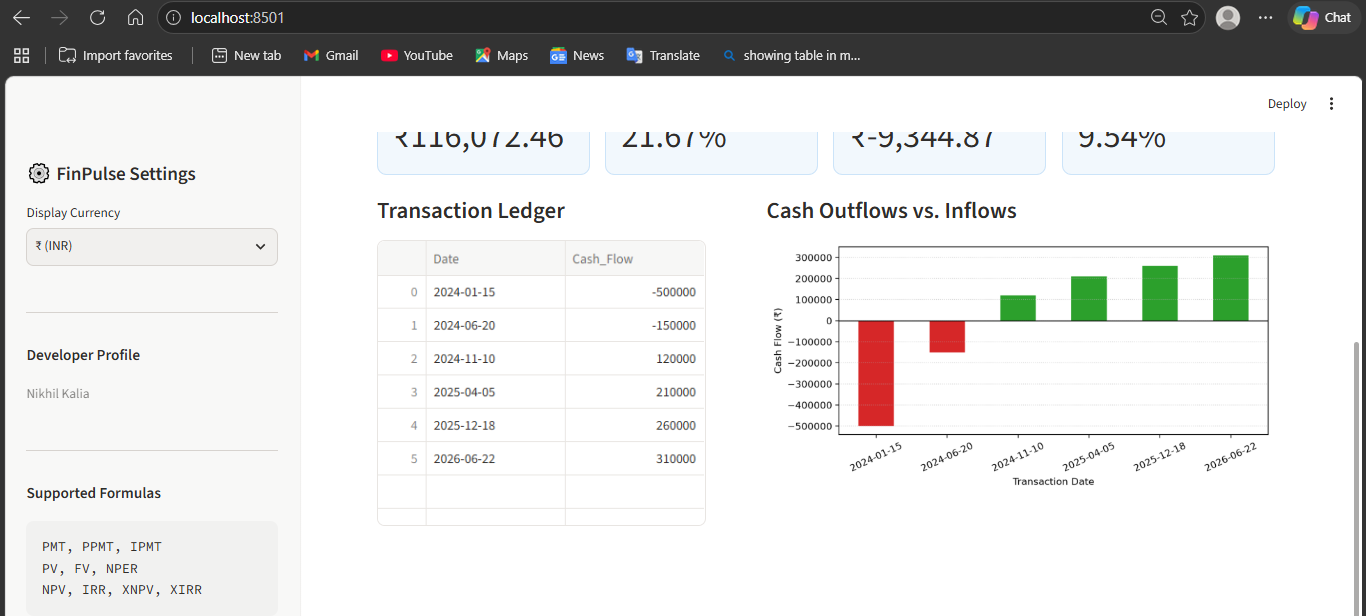 localhost:8501
Chat
Import favorites
New tab
Gmail
YouTube
Maps
News
Translate
showing table in m...
Deploy
FinPulse Settings
Display Currency
₹ (INR)
Developer Profile
Nikhil Kalia
Supported Formulas
PMT, PPMT, IPMT
PV, FV, NPER
NPV, IRR, XNPV, XIRR
₹116,072.46
21.67%
₹-9,344.87
9.54%
Transaction Ledger
Date Cash_Flow
0 2024-01-15 -500000
1 2024-06-20 -150000
2 2024-11-10 120000
3 2025-04-05 210000
4 2025-12-18 260000
5 2026-06-22 310000
Cash Outflows vs. Inflows
Cash Flow (₹)
300000
200000
100000
0
−100000
−200000
−300000
−400000
−500000
2024-01-15
2024-06-20
2024-11-10
2025-04-05
2025-12-18
2026-06-22
Transaction Date